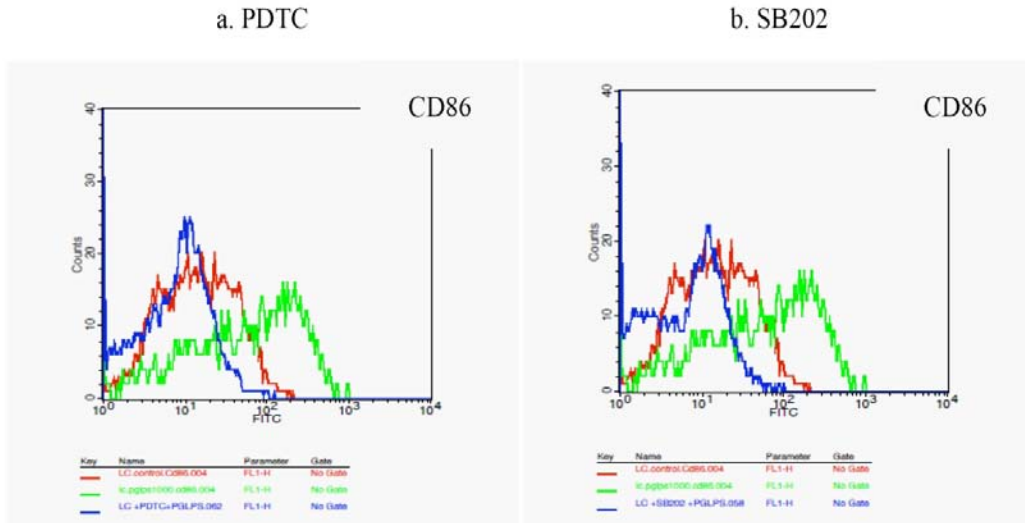 a. PDTC
CD86
40
30
20
10
0
Counts
10^0 10^1 10^2 10^3 10^4
FITC
Key Name Parameter Gate
LC.control.Cd86.004 FL1-H No Gate
lc.pglps1000.cd86.004 FL1-H No Gate
LC +PDTC+PGLPS.062 FL1-H No Gate
b. SB202
CD86
40
30
20
10
0
Counts
10^0 10^1 10^2 10^3 10^4
FITC
Key Name Parameter Gate
LC.control.Cd86.004 FL1-H No Gate
lc.pglps1000.cd86.004 FL1-H No Gate
LC +SB202 +PGLPS.058 FL1-H No Gate